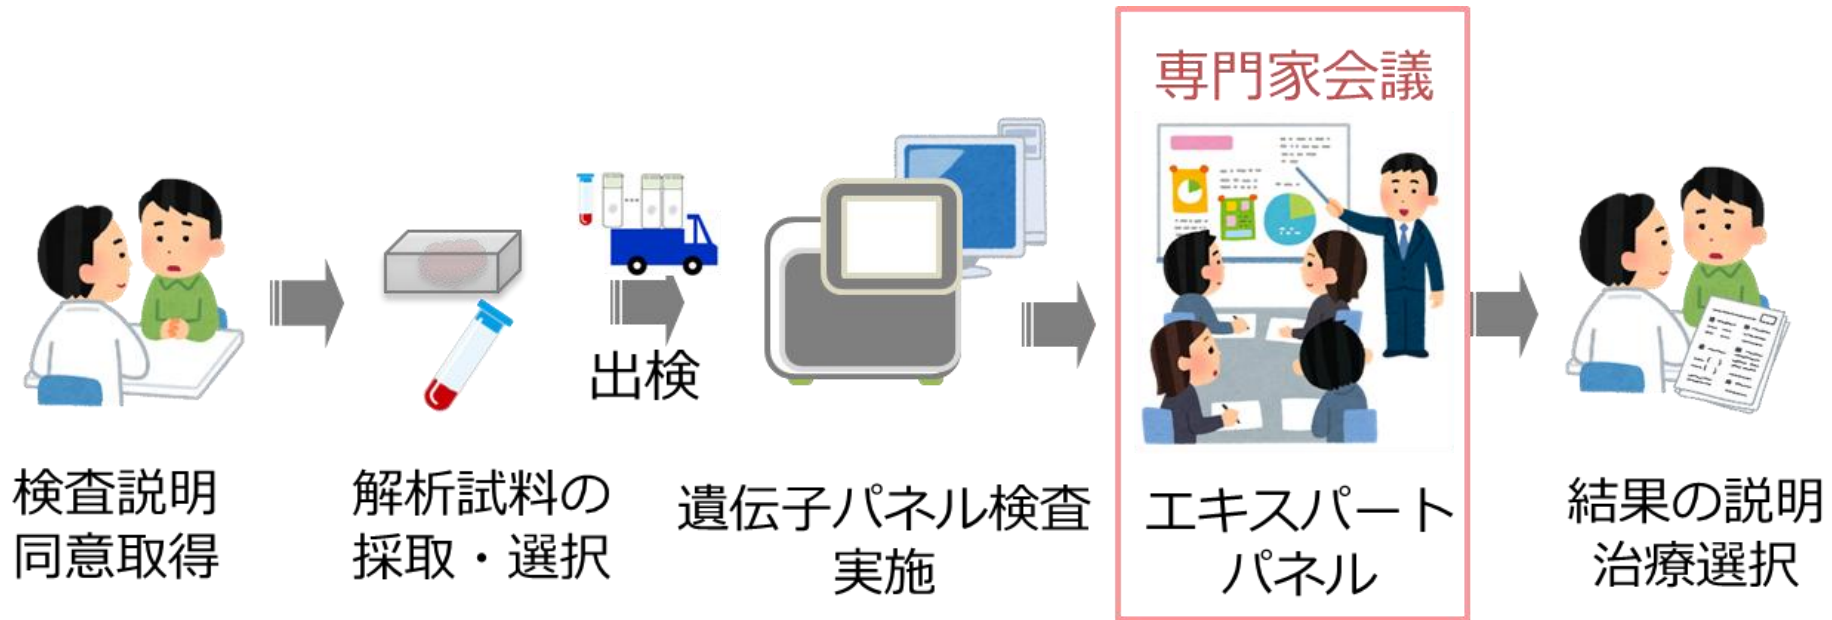 専門家会議
出検
検査説明
同意取得
解析試料の
採取・選択
遺伝子パネル検査
実施
エキスパート
パネル
結果の説明
治療選択